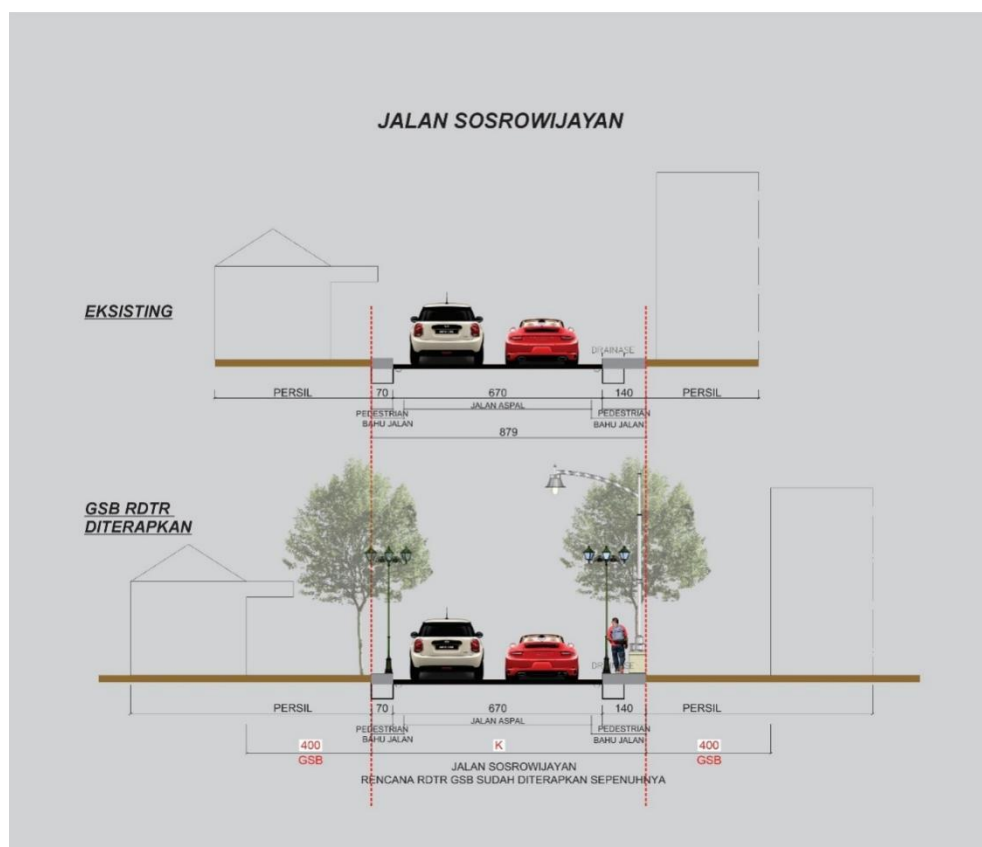 JALAN SOSROWIJAYAN
EKSISTING
DRAINASE
PERSIL 70 670 140 PERSIL
JALAN ASPAL
PEDESTRIAN PEDESTRIAN
BAHU JALAN BAHU JALAN
879
GSB RDTR
DITERAPKAN
DRAINASE
PERSIL 70 670 140 PERSIL
JALAN ASPAL
PEDESTRIAN PEDESTRIAN
BAHU JALAN BAHU JALAN
400 K 400
GSB GSB
JALAN SOSROWIJAYAN
RENCANA RDTR GSB SUDAH DITERAPKAN SEPENUHNYA